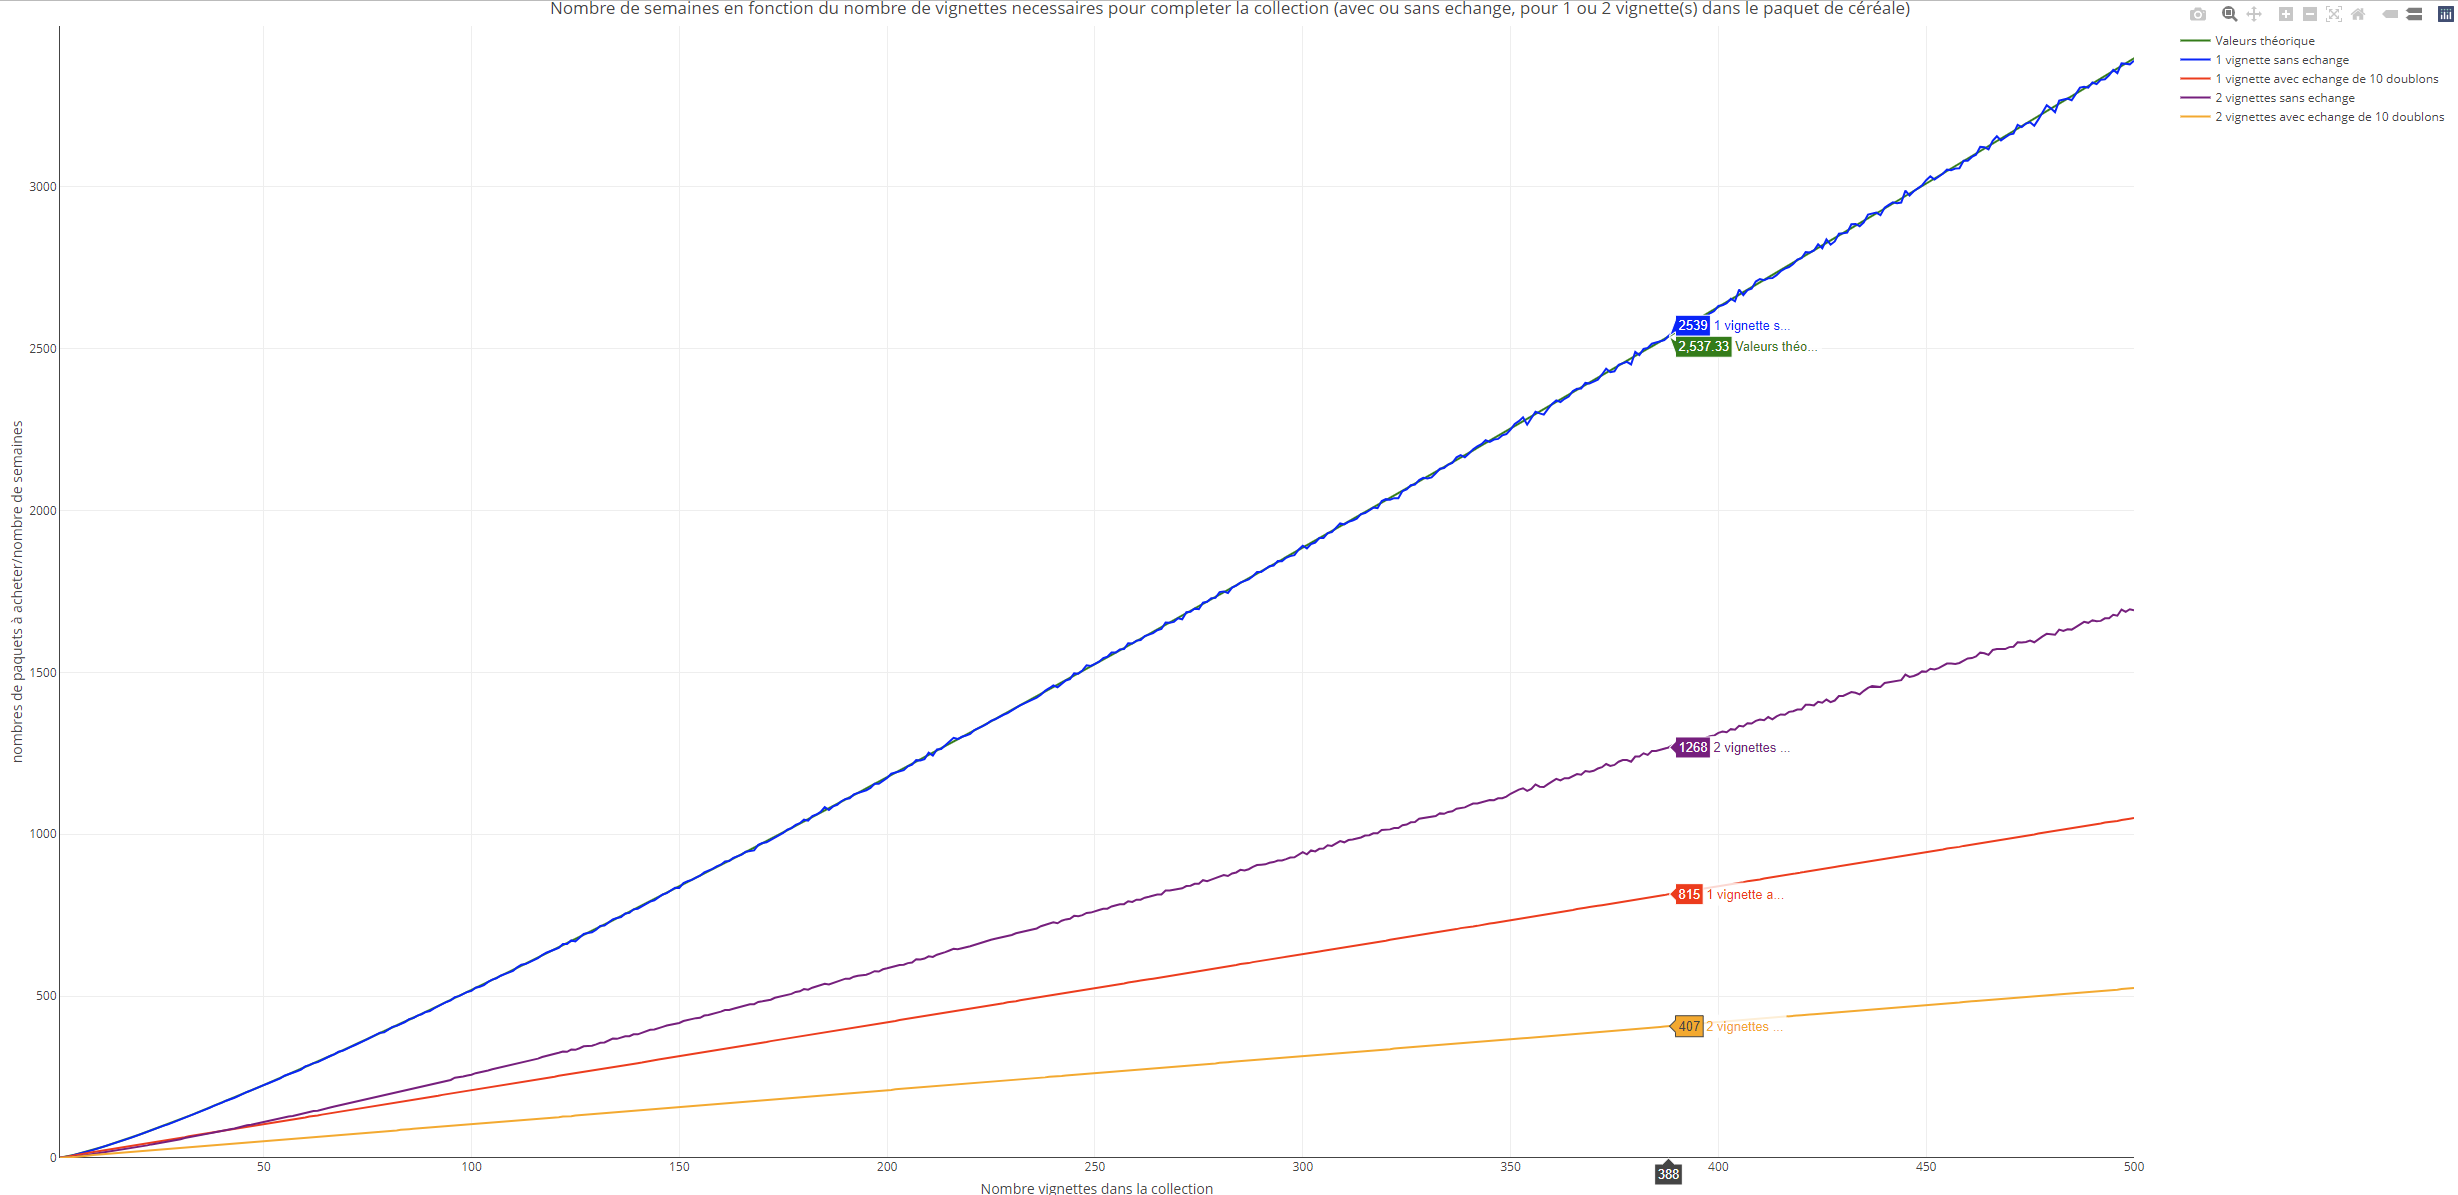 Nombre de semaines en fonction du nombre de vignettes necessaires pour completer la collection (avec ou sans echange, pour 1 ou 2 vignette(s) dans le paquet de céréale)
Valeurs théorique
1 vignette sans echange
1 vignette avec echange de 10 doublons
2 vignettes sans echange
2 vignettes avec echange de 10 doublons
nombres de paquets à acheter/nombre de semaines
3000
2500
2000
1500
1000
500
0
2539 1 vignette s...
2,537.33 Valeurs théo...
1268 2 vignettes ...
815 1 vignette a...
407 2 vignettes ...
50 100 150 200 250 300 350 400 450 500
388
Nombre vignettes dans la collection